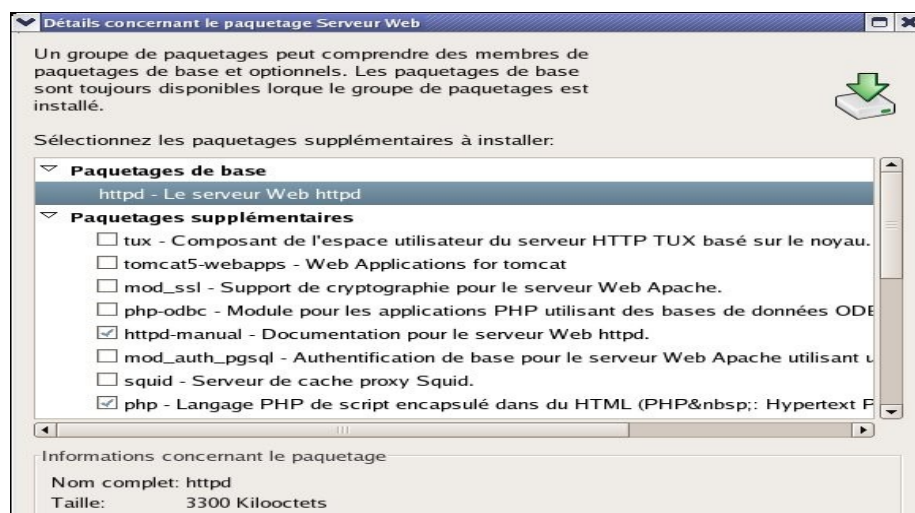 Détails concernant le paquetage Serveur Web
Un groupe de paquetages peut comprendre des membres de
paquetages de base et optionnels. Les paquetages de base
sont toujours disponibles lorque le groupe de paquetages est
installé.
Sélectionnez les paquetages supplémentaires à installer:
Paquetages de base
httpd - Le serveur Web httpd
Paquetages supplémentaires
tux - Composant de l'espace utilisateur du serveur HTTP TUX basé sur le noyau.
tomcat5-webapps - Web Applications for tomcat
mod_ssl - Support de cryptographie pour le serveur Web Apache.
php-odbc - Module pour les applications PHP utilisant des bases de données
httpd-manual - Documentation pour le serveur Web httpd.
mod_auth_pgsql - Authentification de base pour le serveur Web Apache utilisant
squid - Serveur de cache proxy Squid.
php - Langage PHP de script encapsulé dans du HTML (PHP&nbsp;: Hypertext
Informations concernant le paquetage
Nom complet: httpd
Taille: 3300 Kilooctets